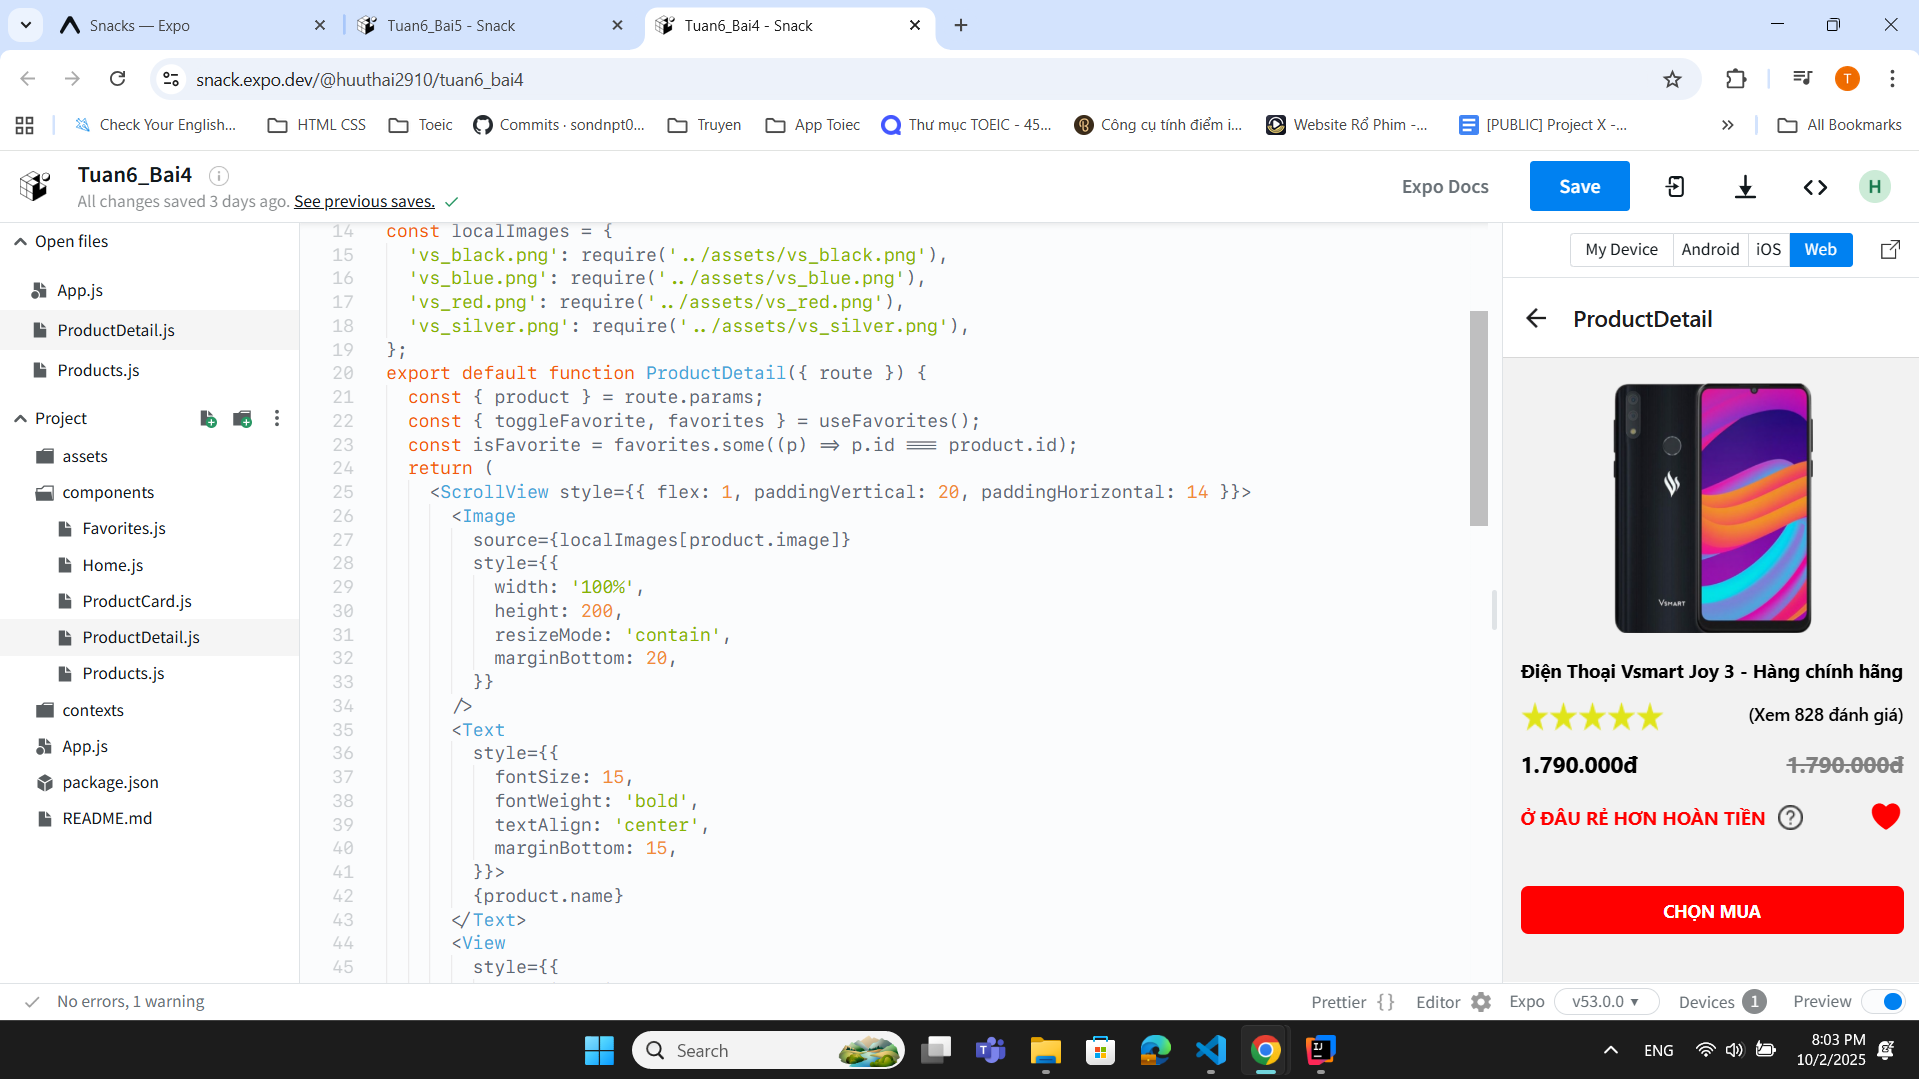 Snacks — Expo
Tuan6_Bai5 - Snack
Tuan6_Bai4 - Snack
snack.expo.dev/@huuthai2910/tuan6_bai4
T
Check Your English...
HTML CSS
Toeic
Commits · sondnpt0...
Truyen
App Toiec
Thư mục TOEIC - 45...
Công cụ tính điểm i...
Website Rổ Phim -...
[PUBLIC] Project X -...
All Bookmarks
Tuan6_Bai4
All changes saved 3 days ago. See previous saves.
Expo Docs
Save
H
Open files
App.js
ProductDetail.js
Products.js
Project
assets
components
Favorites.js
Home.js
ProductCard.js
ProductDetail.js
Products.js
contexts
App.js
package.json
README.md
14 const localImages = {
15 'vs_black.png': require('../assets/vs_black.png'),
16 'vs_blue.png': require('../assets/vs_blue.png'),
17 'vs_red.png': require('../assets/vs_red.png'),
18 'vs_silver.png': require('../assets/vs_silver.png'),
19 };
20 export default function ProductDetail({ route }) {
21 const { product } = route.params;
22 const { toggleFavorite, favorites } = useFavorites();
23 const isFavorite = favorites.some((p) => p.id === product.id);
24 return (
25 <ScrollView style={{ flex: 1, paddingVertical: 20, paddingHorizontal: 14 }}>
26 <Image
27 source={localImages[product.image]}
28 style={{
29 width: '100%',
30 height: 200,
31 resizeMode: 'contain',
32 marginBottom: 20,
33 }}
34 />
35 <Text
36 style={{
37 fontSize: 15,
38 fontWeight: 'bold',
39 textAlign: 'center',
40 marginBottom: 15,
41 }}>
42 {product.name}
43 </Text>
44 <View
45 style={{
My Device
Android
iOS
Web
ProductDetail
VSMART
Điện Thoại Vsmart Joy 3 - Hàng chính hãng
(Xem 828 đánh giá)
1.790.000đ
1.790.000đ
Ở ĐÂU RẺ HƠN HOÀN TIỀN
?
CHỌN MUA
No errors, 1 warning
Prettier {}
Editor
Expo
v53.0.0
Devices 1
Preview
Search
ENG
8:03 PM
10/2/2025